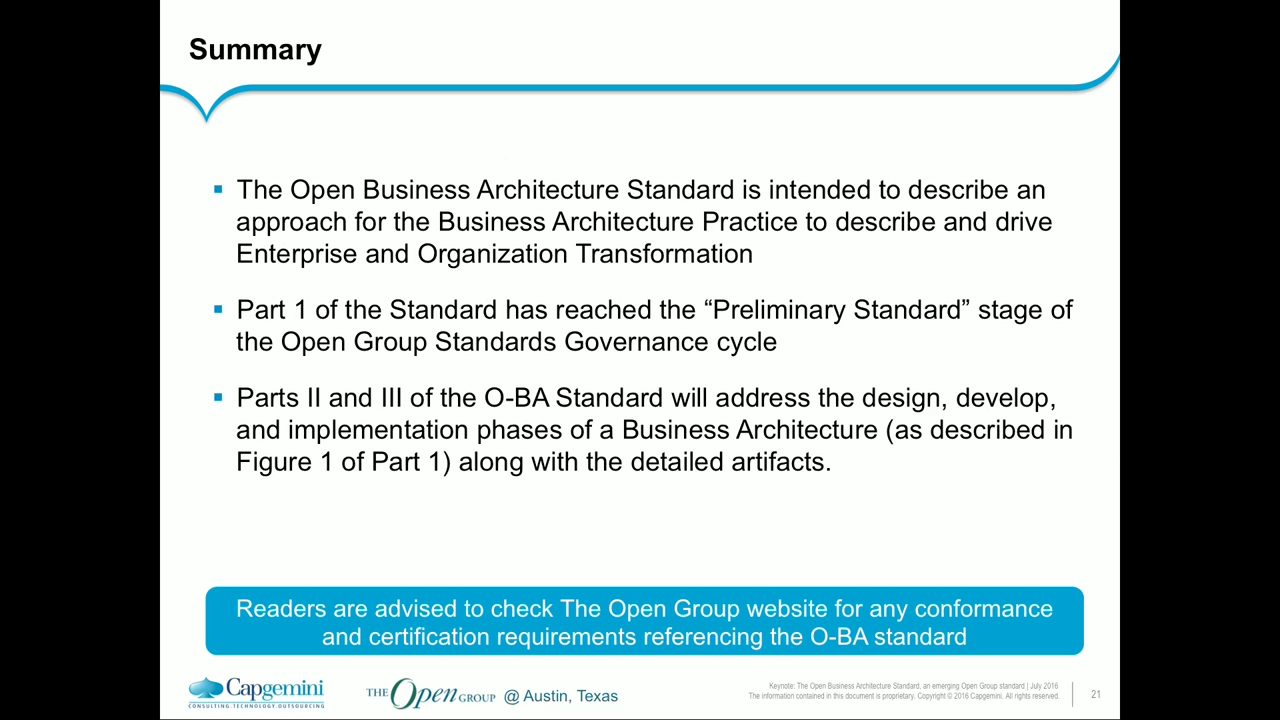 Summary
The Open Business Architecture Standard is intended to describe an
approach for the Business Architecture Practice to describe and drive
Enterprise and Organization Transformation
Part 1 of the Standard has reached the “Preliminary Standard” stage of
the Open Group Standards Governance cycle
Parts II and III of the O-BA Standard will address the design, develop,
and implementation phases of a Business Architecture (as described in
Figure 1 of Part 1) along with the detailed artifacts.
Readers are advised to check The Open Group website for any conformance
and certification requirements referencing the O-BA standard
Capgemini
CONSULTING.TECHNOLOGY.OUTSOURCING
THE Open GROUP @ Austin, Texas
Keynote: The Open Business Architecture Standard, an emerging Open Group standard | July 2016
The information contained in this document is proprietary. Copyright © 2016 Capgemini. All rights reserved.
21